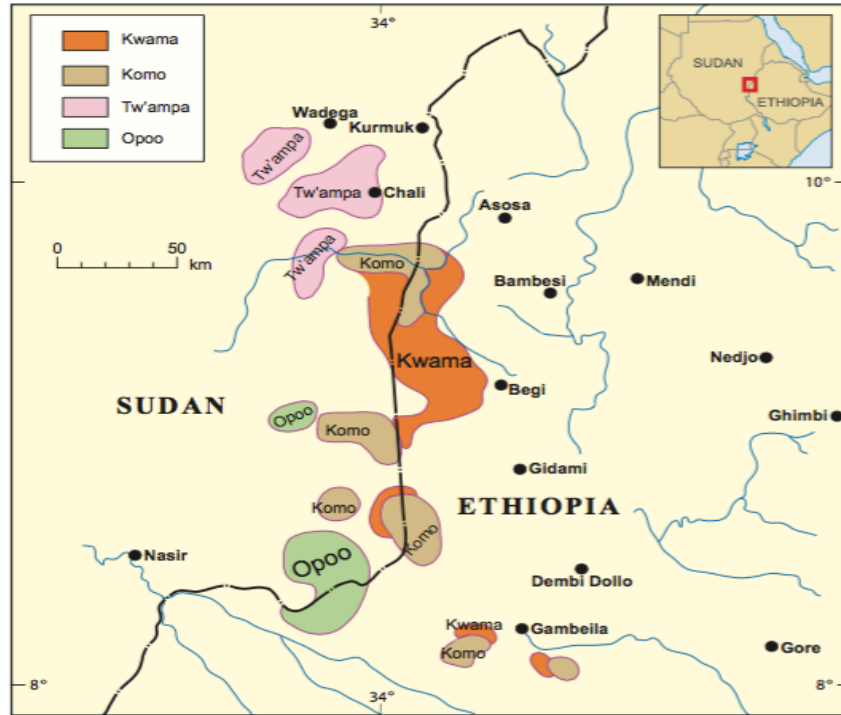 34°
Kwama
Komo
Tw'ampa
Opoo
SUDAN
ETHIOPIA
Wadega
Kurmuk
Tw'ampa
10°
Tw'ampa
Chali
Asosa
0 50
km
Tw'ampa
Komo
Bambesi
Mendi
Kwama
Nedjo
Begi
SUDAN
Opoo
Ghimbi
Komo
Gidami
Komo
ETHIOPIA
Komo
Nasir
Opoo
Dembi Dollo
Kwama
Gambeila
Komo
Gore
8°
34°
8°